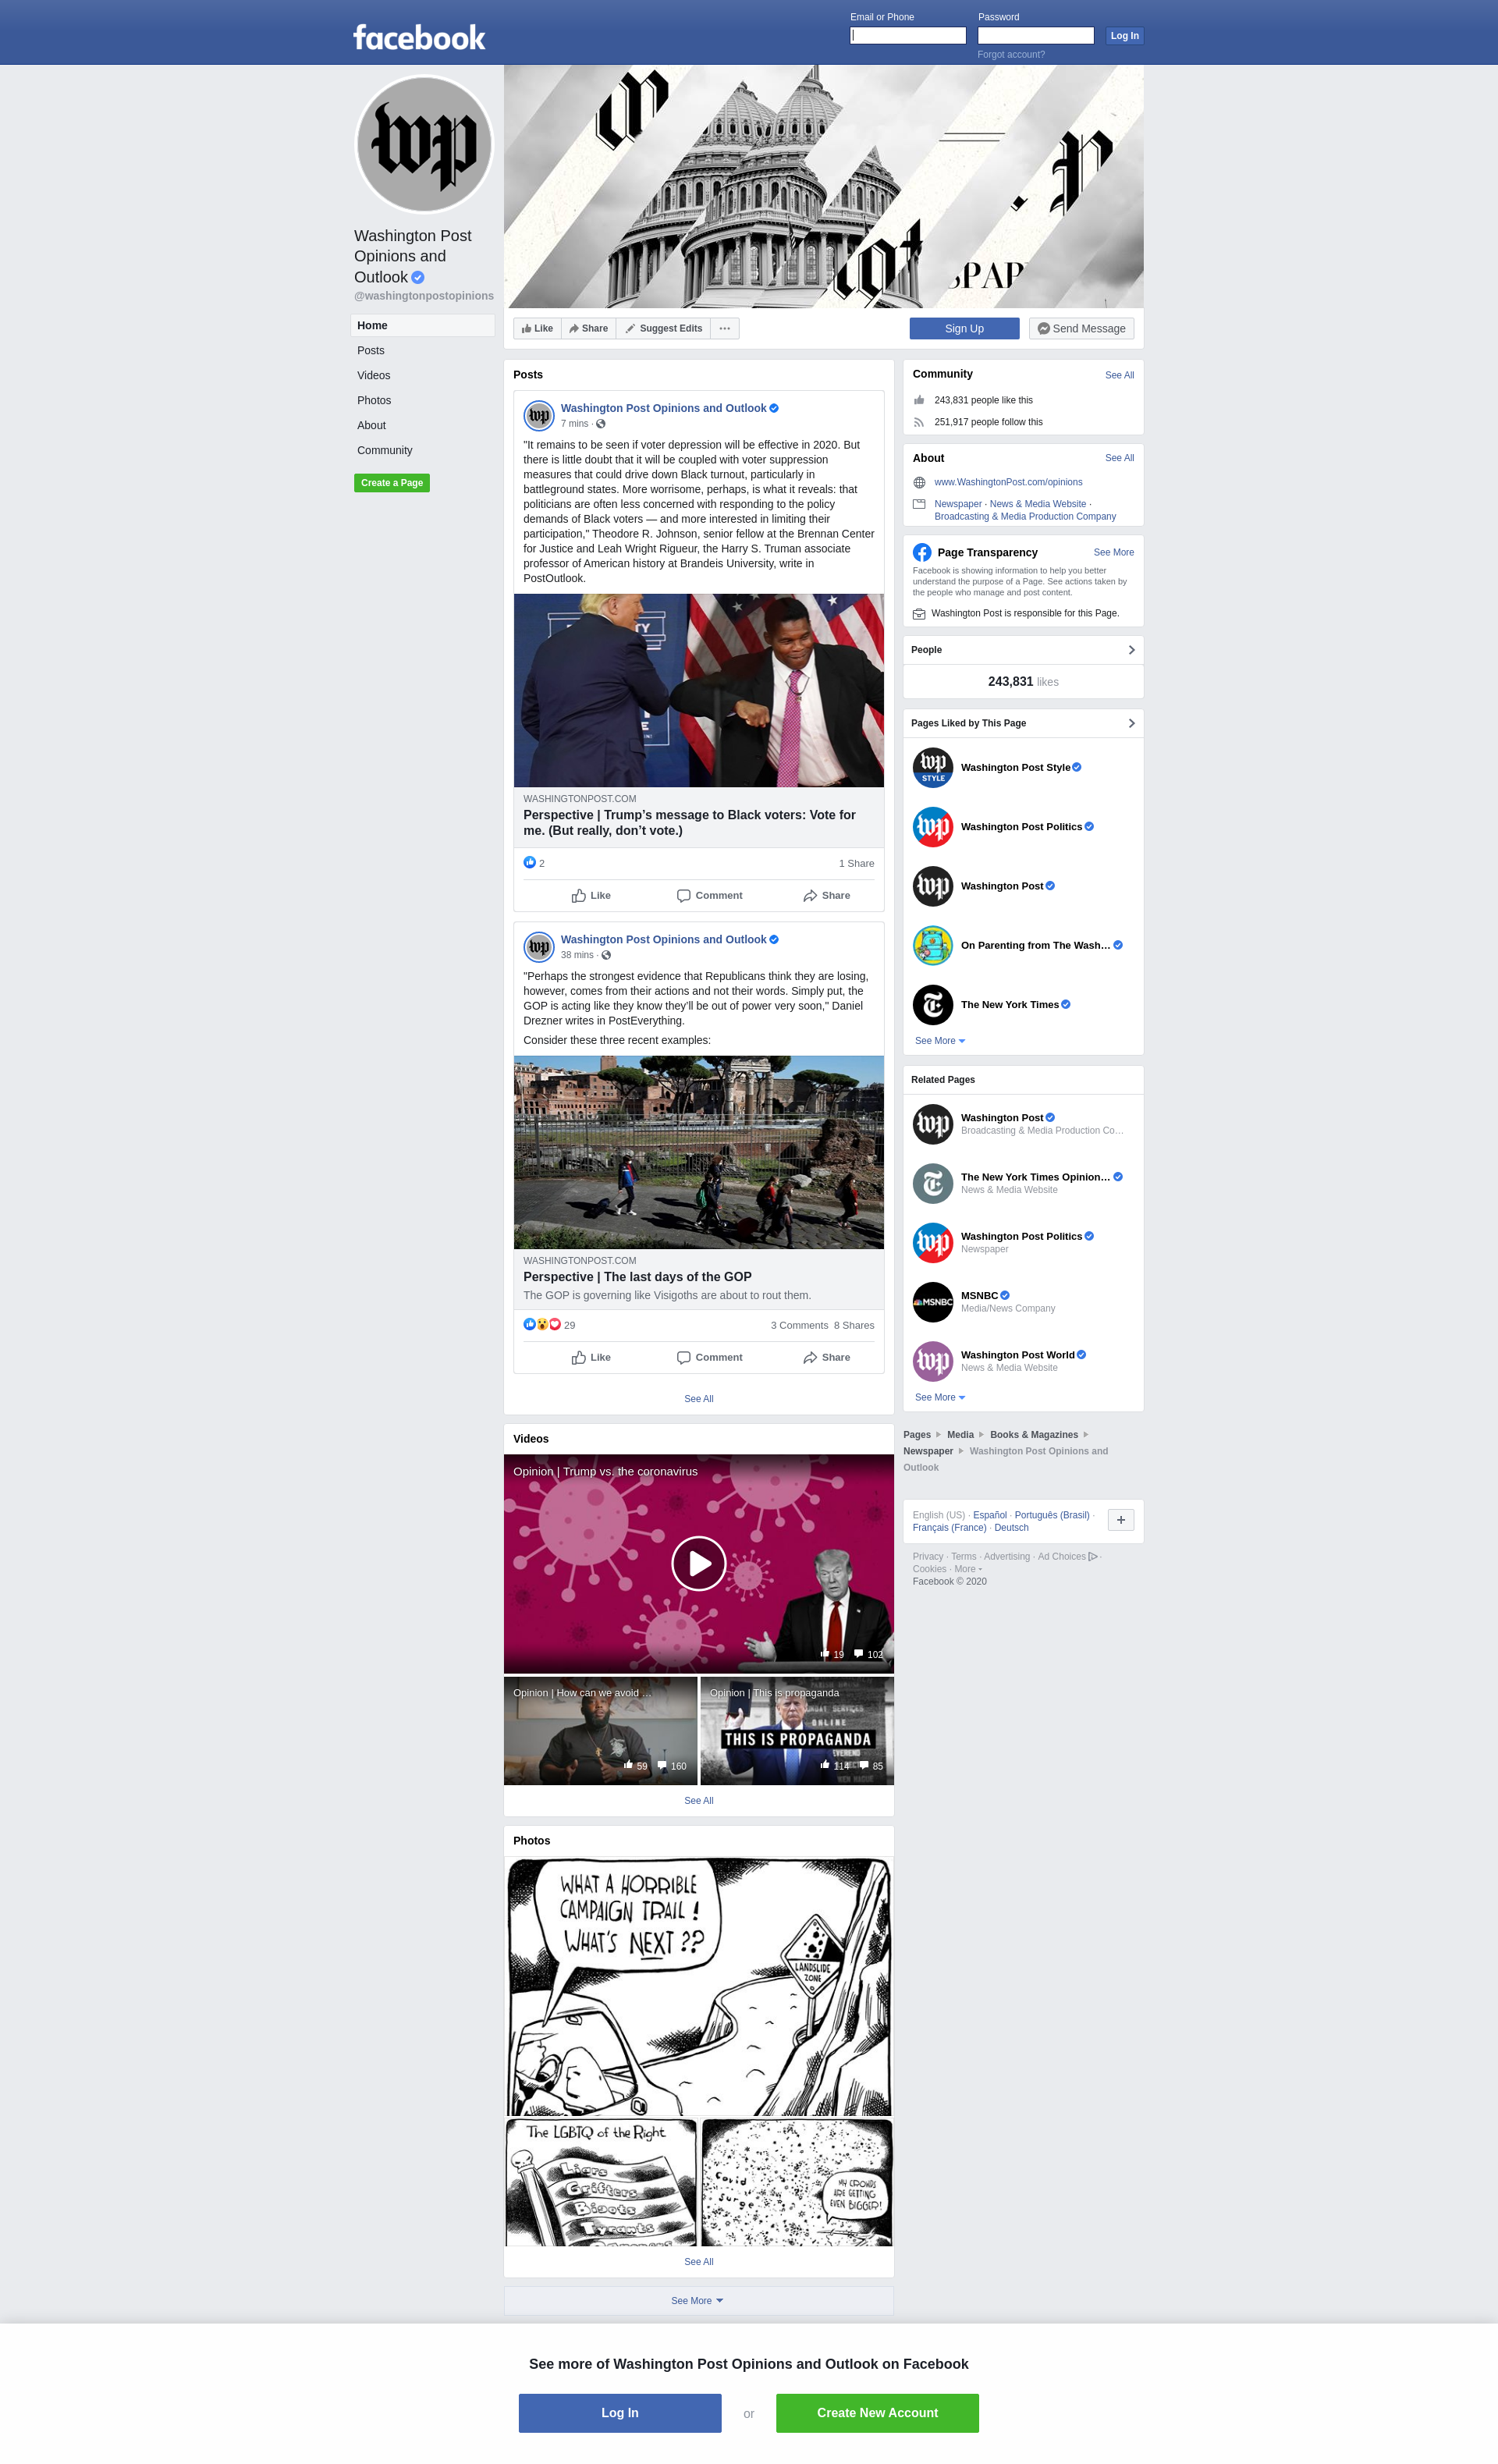 facebook
Email or Phone
Password
Log In
Forgot account?
wp
Washington Post
Opinions and
Outlook
@washingtonpostopinions
Home
Posts
Videos
Photos
About
Community
Create a Page
Like
Share
Suggest Edits
Sign Up
Send Message
Posts
Washington Post Opinions and Outlook
7 mins ·
"It remains to be seen if voter depression will be effective in 2020. But
there is little doubt that it will be coupled with voter suppression
measures that could drive down Black turnout, particularly in
battleground states. More worrisome, perhaps, is what it reveals: that
politicians are often less concerned with responding to the policy
demands of Black voters — and more interested in limiting their
participation," Theodore R. Johnson, senior fellow at the Brennan Center
for Justice and Leah Wright Rigueur, the Harry S. Truman associate
professor of American history at Brandeis University, write in
PostOutlook.
WASHINGTONPOST.COM
Perspective | Trump’s message to Black voters: Vote for
me. (But really, don’t vote.)
2
1 Share
Like
Comment
Share
Washington Post Opinions and Outlook
38 mins ·
"Perhaps the strongest evidence that Republicans think they are losing,
however, comes from their actions and not their words. Simply put, the
GOP is acting like they know they’ll be out of power very soon," Daniel
Drezner writes in PostEverything.
Consider these three recent examples:
WASHINGTONPOST.COM
Perspective | The last days of the GOP
The GOP is governing like Visigoths are about to rout them.
29
3 Comments 8 Shares
Like
Comment
Share
See All
Videos
Opinion | Trump vs. the coronavirus
19
102
Opinion | How can we avoid …
59
160
Opinion | This is propaganda
THIS IS PROPAGANDA
114
85
See All
Photos
WHAT A HORRIBLE
CAMPAIGN TRAIL!
WHAT'S NEXT??
LANDSLIDE
ZONE
The LGBTQ of the Right
Liars
Grifters
Bigots
Tyrants
Covid
Surge
MY CROWDS
ARE GETTING
EVEN BIGGER!
See All
See More
Community
See All
243,831 people like this
251,917 people follow this
About
See All
www.WashingtonPost.com/opinions
Newspaper · News & Media Website ·
Broadcasting & Media Production Company
Page Transparency
See More
Facebook is showing information to help you better
understand the purpose of a Page. See actions taken by
the people who manage and post content.
Washington Post is responsible for this Page.
People
243,831 likes
Pages Liked by This Page
STYLE
Washington Post Style
Washington Post Politics
Washington Post
On Parenting from The Wash…
The New York Times
See More
Related Pages
Washington Post
Broadcasting & Media Production Co…
The New York Times Opinion…
News & Media Website
Washington Post Politics
Newspaper
MSNBC
MSNBC
Media/News Company
Washington Post World
News & Media Website
See More
Pages
Media
Books & Magazines
Newspaper
Washington Post Opinions and
Outlook
English (US) · Español · Português (Brasil) ·
Français (France) · Deutsch
Privacy · Terms · Advertising · Ad Choices ·
Cookies · More
Facebook © 2020
See more of Washington Post Opinions and Outlook on Facebook
Log In
or
Create New Account